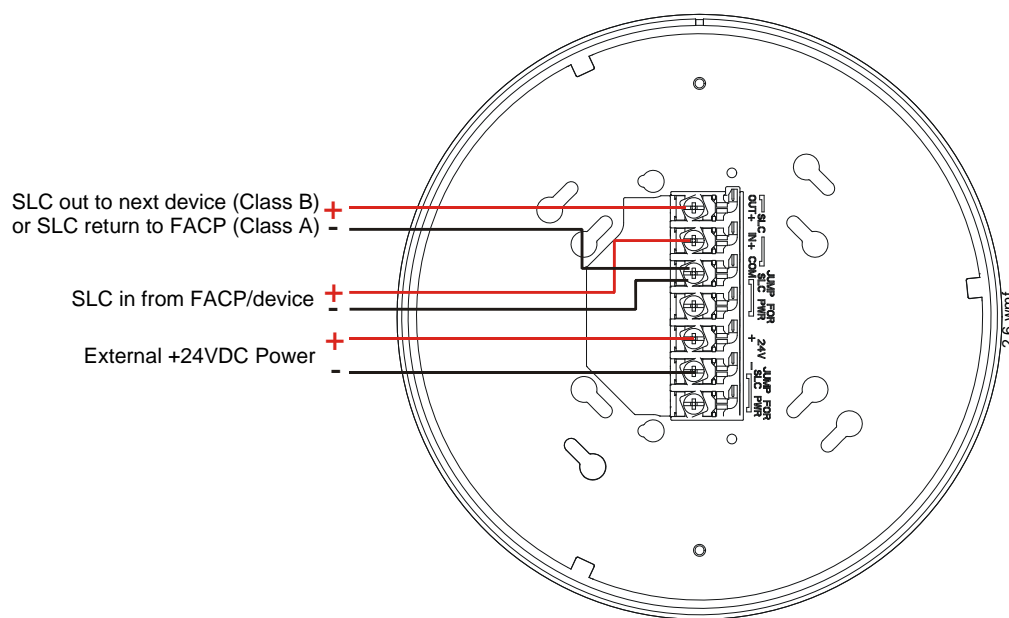 SLC out to next device (Class B)
or SLC return to FACP (Class A)
+
-
SLC in from FACP/device
+
-
External +24VDC Power
+
-
SLC
OUT+ IN+ COM
JUMP FOR
SLC PWR
24V
+ -
JUMP FOR
SLC PWR